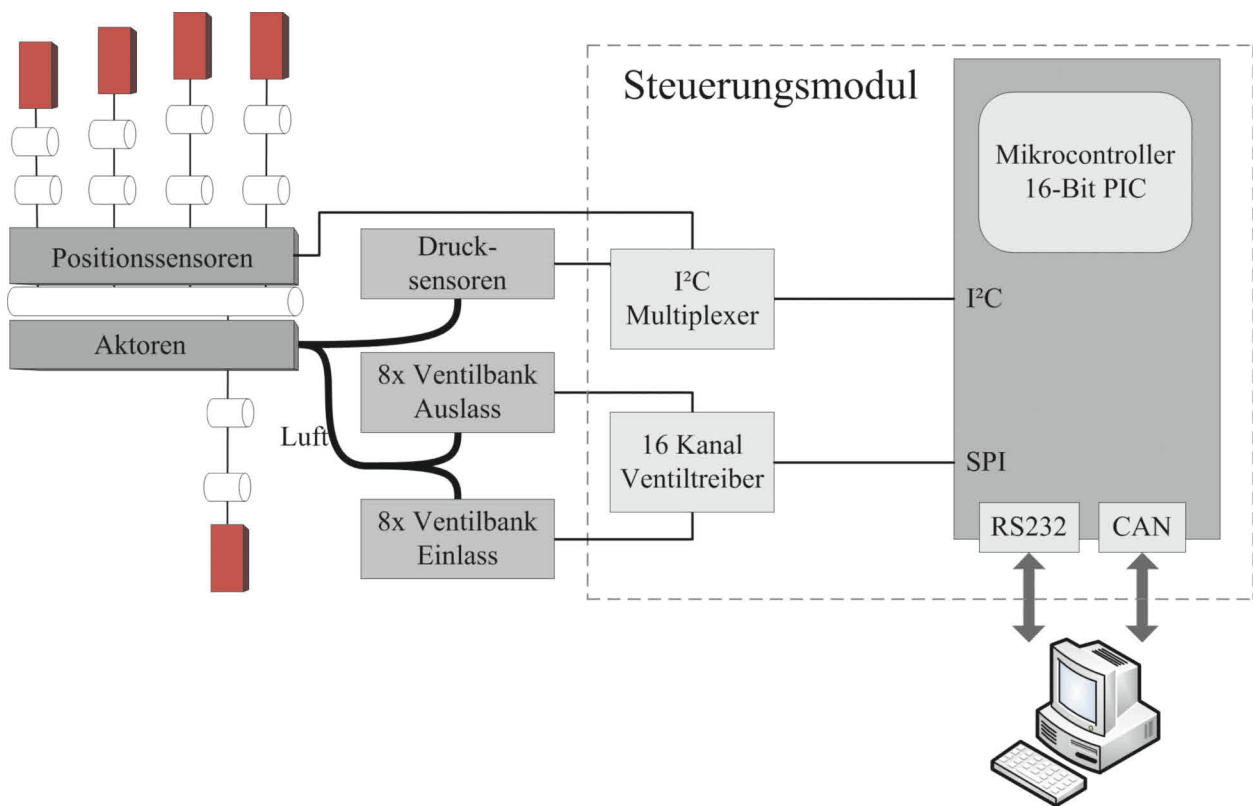 Steuerungsmodul
Mikrocontroller
16-Bit PIC
Positionssensoren
Druck-
sensoren
I²C
Multiplexer
I²C
Aktoren
8x Ventilbank
Auslass
Luft
16 Kanal
Ventiltreiber
SPI
8x Ventilbank
Einlass
RS232
CAN